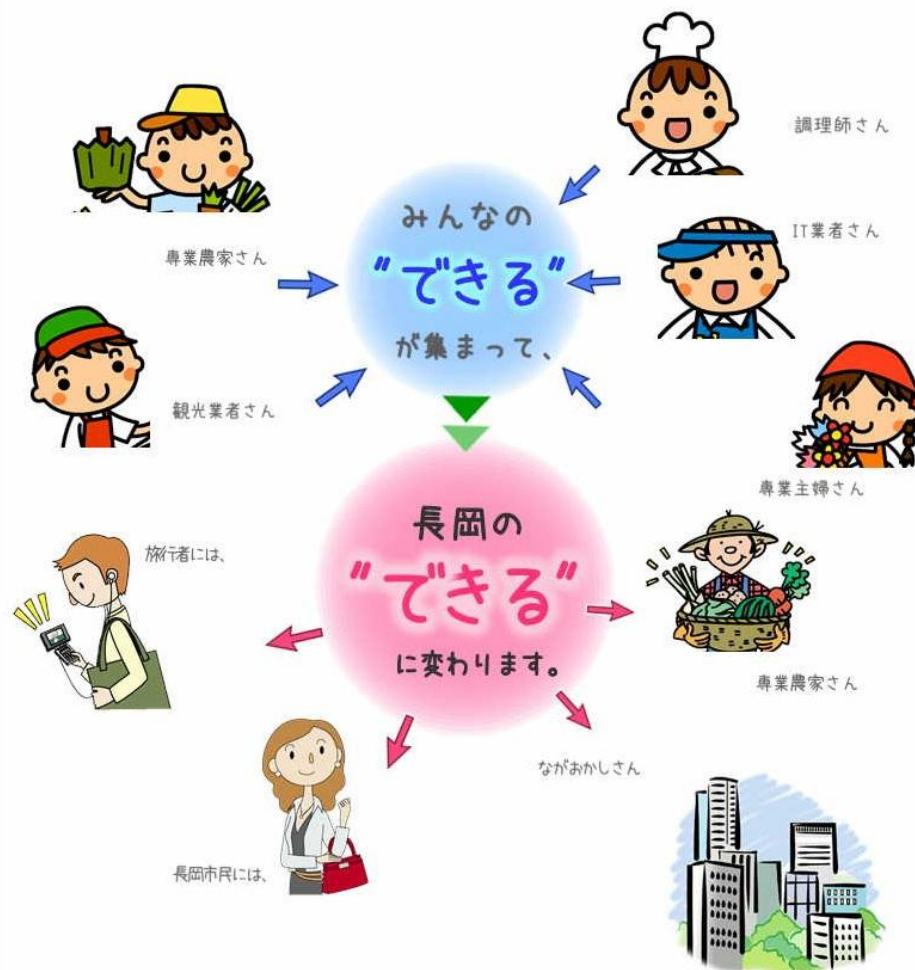 調理師さん
みんなの
"できる"
が集まって、
IT業者さん
専業農家さん
観光業者さん
専業主婦さん
長岡の
"できる"
に変わります。
旅行者には、
専業農家さん
ながおかしさん
長岡市民には、